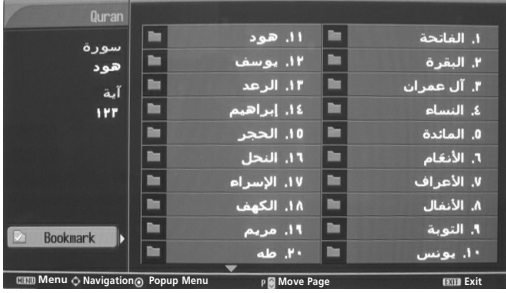 Quran
سورة
هود
آية
١٢٣
Bookmark
١. الفاتحة
٢. البقرة
٣. آل عمران
٤. النساء
٥. المائدة
٦. الأنعام
٧. الأعراف
٨. الأنفال
٩. التوبة
١٠. يونس
١١. هود
١٢. يوسف
١٣. الرعد
١٤. إبراهيم
١٥. الحجر
١٦. النحل
١٧. الإسراء
١٨. الكهف
١٩. مريم
٢٠. طه
MENU Menu Navigation Popup Menu P Move Page EXIT Exit